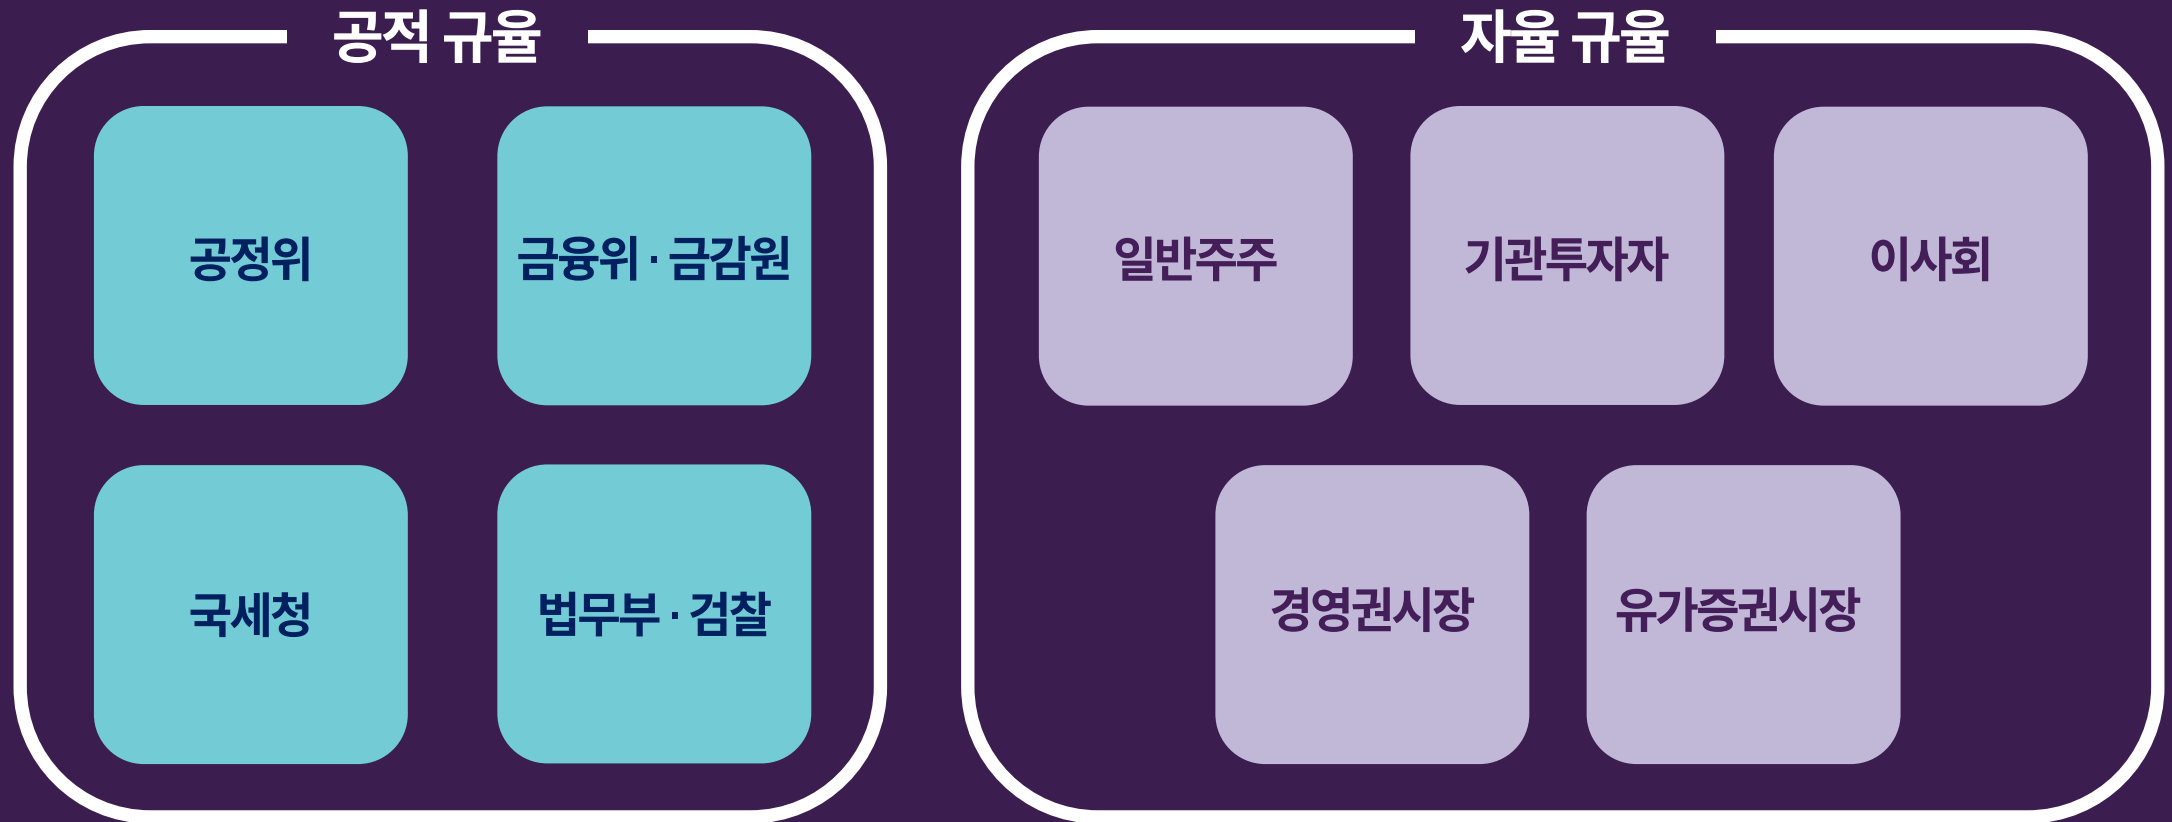 공적 규율
공정위
금융위 · 금감원
국세청
법무부 · 검찰
자율 규율
일반주주
기관투자자
이사회
경영권시장
유가증권시장